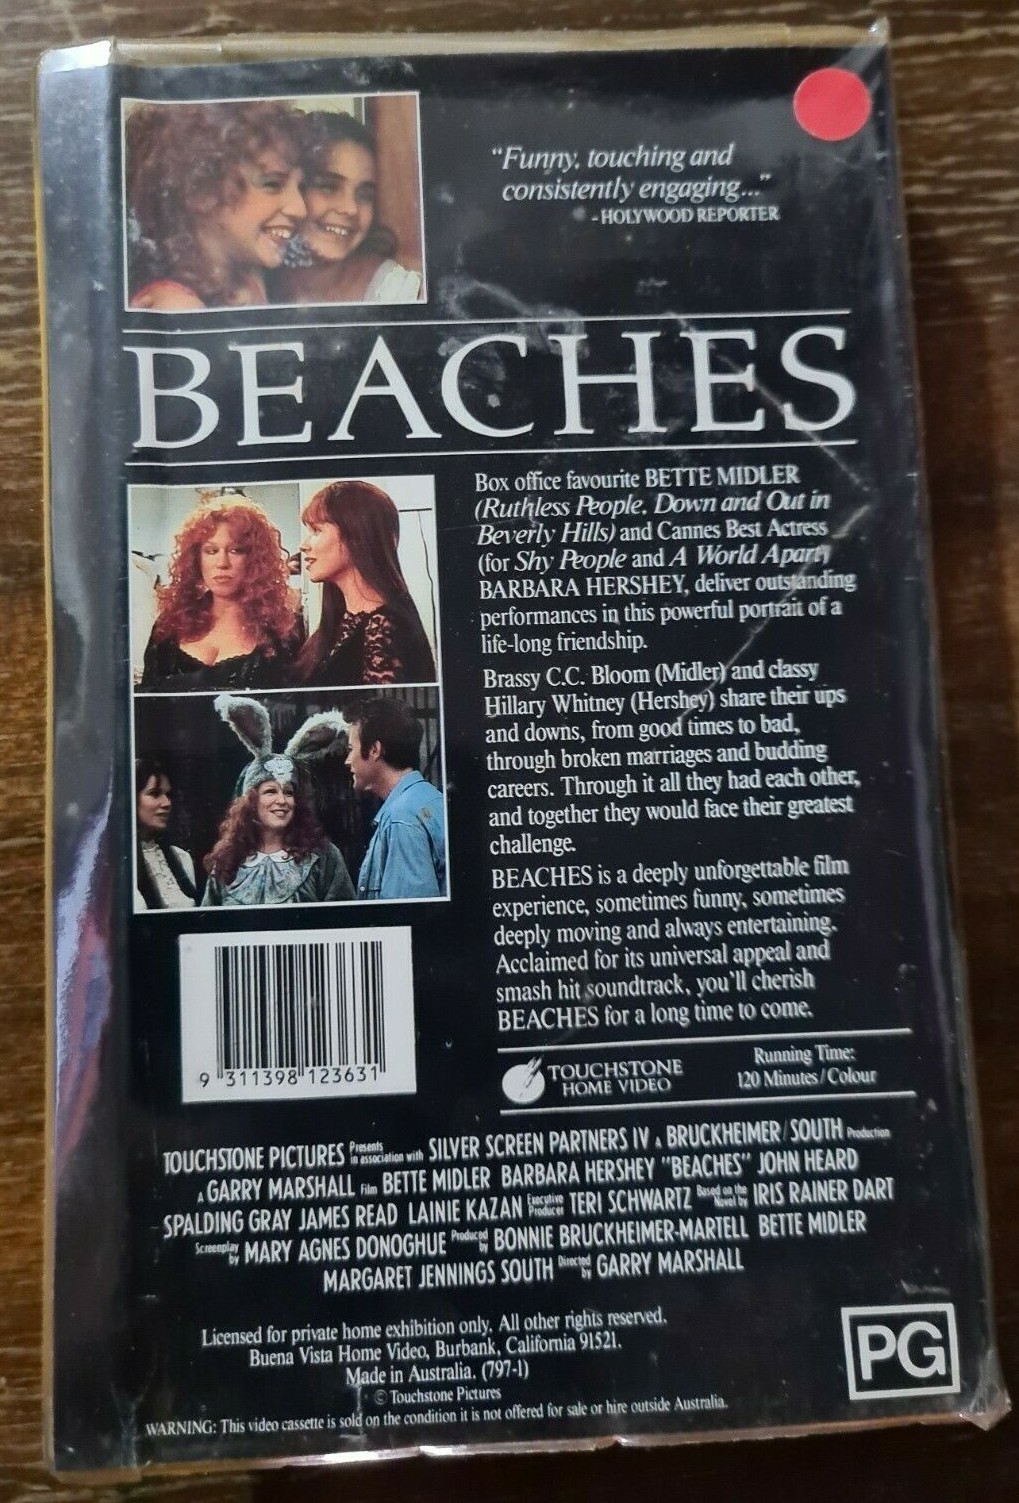 "Funny, touching and
consistently engaging..."
- HOLYWOOD REPORTER
BEACHES
Box office favourite BETTE MIDLER
(Ruthless People, Down and Out in
Beverly Hills) and Cannes Best Actress
(for Shy People and A World Apart)
BARBARA HERSHEY, deliver outstanding
performances in this powerful portrait of a
life-long friendship.
Brassy C.C. Bloom (Midler) and classy
Hillary Whitney (Hershey) share their ups
and downs, from good times to bad,
through broken marriages and budding
careers. Through it all they had each other,
and together they would face their greatest
challenge.
BEACHES is a deeply unforgettable film
experience, sometimes funny, sometimes
deeply moving and always entertaining.
Acclaimed for its universal appeal and
smash hit soundtrack, you'll cherish
BEACHES for a long time to come.
9 311398 123631
TOUCHSTONE
HOME VIDEO
Running Time:
120 Minutes/Colour
TOUCHSTONE PICTURES Presents in association with SILVER SCREEN PARTNERS IV A BRUCKHEIMER/SOUTH Production
A GARRY MARSHALL Film BETTE MIDLER BARBARA HERSHEY "BEACHES" JOHN HEARD
SPALDING GRAY JAMES READ LAINIE KAZAN Executive Producer TERI SCHWARTZ Based on the Novel by IRIS RAINER DART
Screenplay by MARY AGNES DONOGHUE Produced by BONNIE BRUCKHEIMER-MARTELL BETTE MIDLER
MARGARET JENNINGS SOUTH Directed by GARRY MARSHALL
Licensed for private home exhibition only. All other rights reserved.
Buena Vista Home Video, Burbank, California 91521.
Made in Australia. (797-1)
© Touchstone Pictures
WARNING: This video cassette is sold on the condition it is not offered for sale or hire outside Australia.
PG